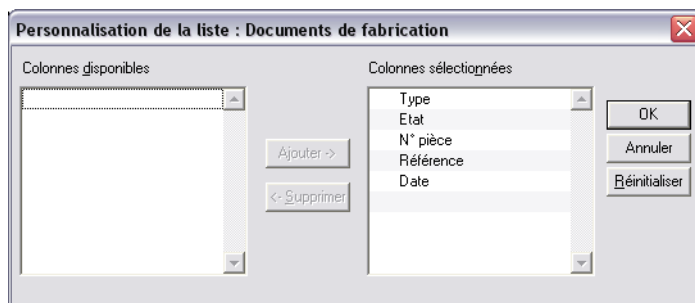 Personnalisation de la liste : Documents de fabrication
Colonnes disponibles
Colonnes sélectionnées
Type
Etat
N° pièce
Référence
Date
Ajouter ->
<- Supprimer
OK
Annuler
Réinitialiser